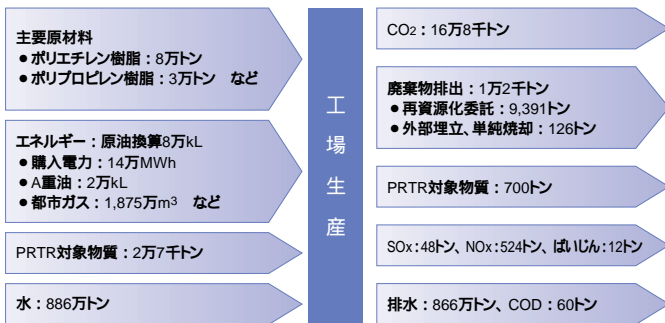 主要原材料
●ポリエチレン樹脂：8万トン
●ポリプロピレン樹脂：3万トン　など
エネルギー：原油換算8万kL
●購入電力：14万MWh
●A重油：2万kL
●都市ガス：1,875万m³　など
PRTR対象物質：2万7千トン
水：886万トン
工場生産
CO₂：16万8千トン
廃棄物排出：1万2千トン
●再資源化委託：9,391トン
●外部埋立、単純焼却：126トン
PRTR対象物質：700トン
SOx：48トン、NOx：524トン、ばいじん：12トン
排水：866万トン、COD：60トン